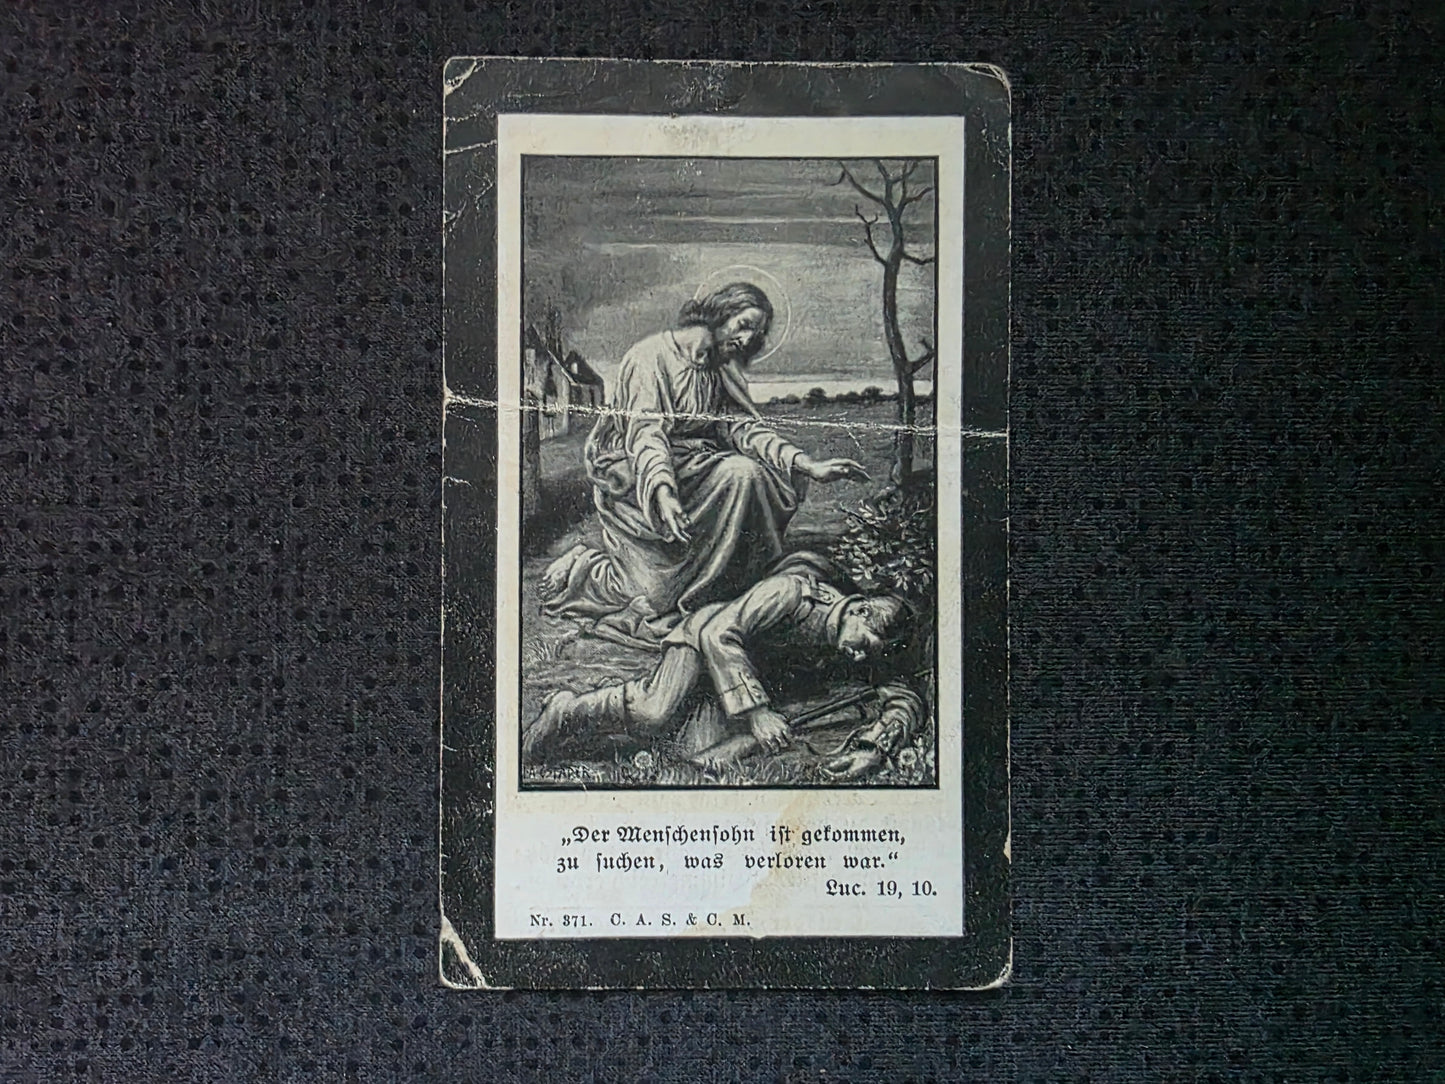 „Der Menschensohn ist gekommen,
zu suchen, was verloren war.“
Luc. 19, 10.
Nr. 371. C. A. S. & C. M.